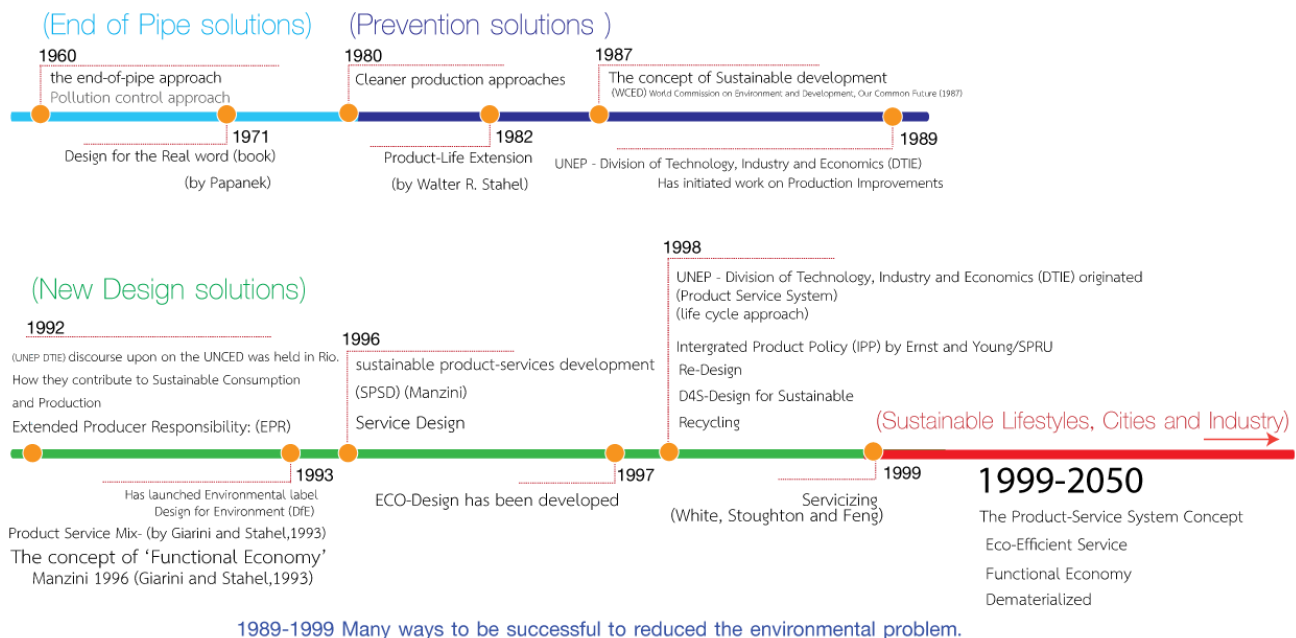 (End of Pipe solutions)
(Prevention solutions )
1960
the end-of-pipe approach
Pollution control approach
1980
Cleaner production approaches
1987
The concept of Sustainable development
(WCED) World Commission on Environment and Development, Our Common Future (1987)
1971
Design for the Real word (book)
(by Papanek)
1982
Product-Life Extension
(by Walter R. Stahel)
1989
UNEP - Division of Technology, Industry and Economics (DTIE)
Has initiated work on Production Improvements
(New Design solutions)
1992
(UNEP DTIE) discourse upon on the UNCED was held in Rio.
How they contribute to Sustainable Consumption
and Production
Extended Producer Responsibility: (EPR)
1996
sustainable product-services development
(SPSD) (Manzini)
Service Design
1998
UNEP - Division of Technology, Industry and Economics (DTIE) originated
(Product Service System)
(life cycle approach)
Intergrated Product Policy (IPP) by Ernst and Young/SPRU
Re-Design
D4S-Design for Sustainable
Recycling
(Sustainable Lifestyles, Cities and Industry)
1993
Has launched Environmental label
Design for Environment (DfE)
Product Service Mix- (by Giarini and Stahel,1993)
The concept of ‘Functional Economy’
Manzini 1996 (Giarini and Stahel,1993)
1997
ECO-Design has been developed
1999
Servicizing
(White, Stoughton and Feng)
1999-2050
The Product-Service System Concept
Eco-Efficient Service
Functional Economy
Dematerialized
1989-1999 Many ways to be successful to reduced the environmental problem.